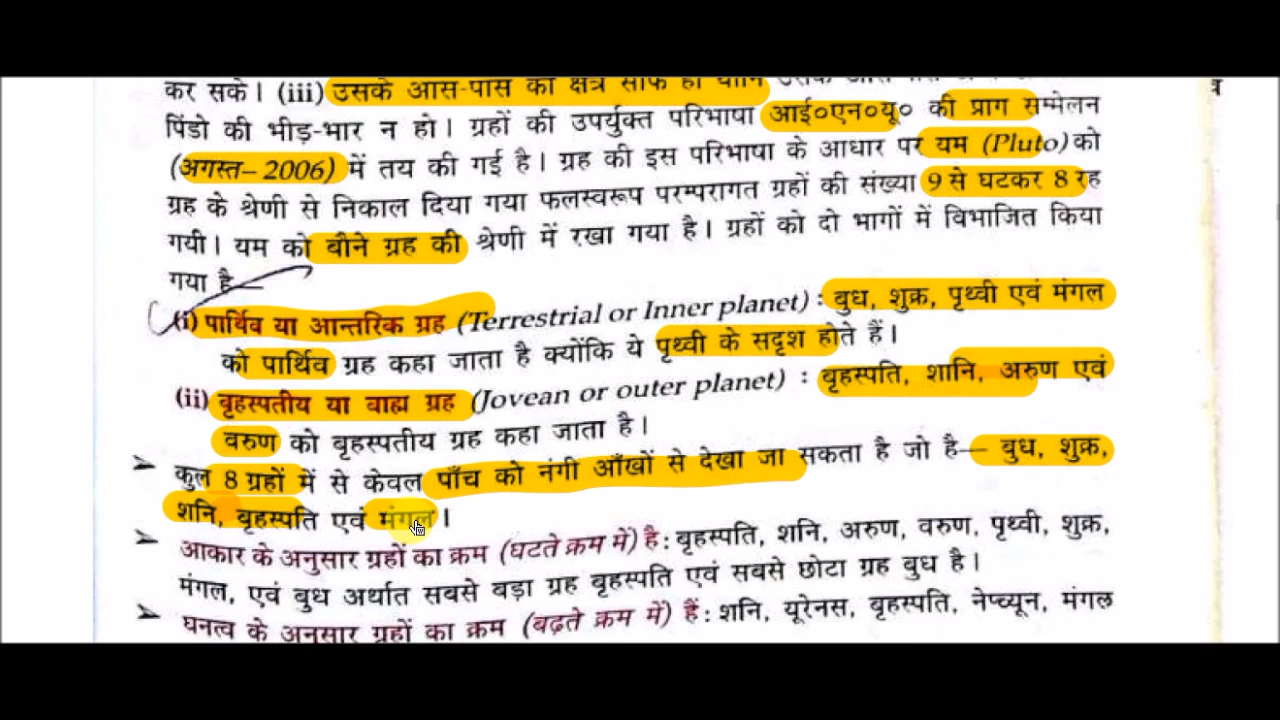 कर सके। (iii) उसके आस-पास का क्षेत्र साफ हो यानि उसके
पिंडो की भीड़-भार न हो। ग्रहों की उपर्युक्त परिभाषा आई०एन०यू० की प्राग सम्मेलन
(अगस्त– 2006) में तय की गई है। ग्रह की इस परिभाषा के आधार पर यम (Pluto) को
ग्रह के श्रेणी से निकाल दिया गया फलस्वरूप परम्परागत ग्रहों की संख्या 9 से घटकर 8 रह
गयी। यम को बौने ग्रह की श्रेणी में रखा गया है। ग्रहों को दो भागों में विभाजित किया
गया है–
(i) पार्थिव या आन्तरिक ग्रह (Terrestrial or Inner planet) : बुध, शुक्र, पृथ्वी एवं मंगल
को पार्थिव ग्रह कहा जाता है क्योंकि ये पृथ्वी के सदृश होते हैं।
(ii) वृहस्पतीय या बाह्म ग्रह (Jovean or outer planet) : वृहस्पति, शानि, अरुण एवं
वरुण को बृहस्पतीय ग्रह कहा जाता है।
➢ कुल 8 ग्रहों में से केवल पाँच को नंगी आँखों से देखा जा सकता है जो है— बुध, शुक्र,
शनि, वृहस्पति एवं मंगल।
➢ आकार के अनुसार ग्रहों का क्रम (घटते क्रम में) है : बृहस्पति, शनि, अरुण, वरुण, पृथ्वी, शुक्र,
मंगल, एवं बुध अर्थात सबसे बड़ा ग्रह बृहस्पति एवं सबसे छोटा ग्रह बुध है।
➢ घनत्व के अनुसार ग्रहों का क्रम (बढ़ते क्रम में) हैं : शनि, यूरेनस, बृहस्पति, नेप्च्यून, मंगल